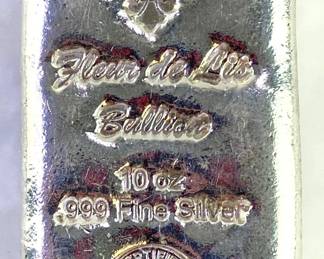 Fleur de Lis
Bullion
10 oz
.999 Fine Silver